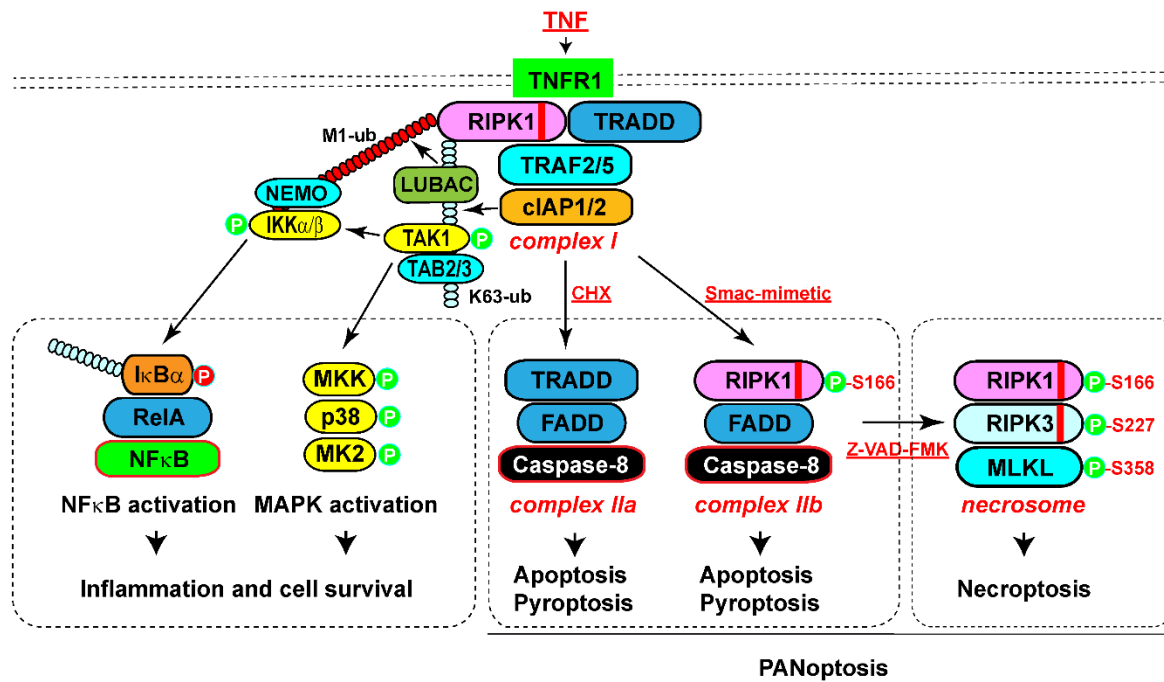 TNF
TNFR1
RIPK1
TRADD
M1-ub
TRAF2/5
LUBAC
NEMO
cIAP1/2
P
IKKα/β
TAK1
P
complex I
TAB2/3
K63-ub
CHX
Smac-mimetic
IκBα
P
MKK
P
TRADD
RIPK1
P
-S166
RIPK1
P
-S166
RelA
p38
P
FADD
FADD
RIPK3
P
-S227
NFκB
MK2
P
Caspase-8
Caspase-8
Z-VAD-FMK
MLKL
P
-S358
NFκB activation
MAPK activation
complex IIa
complex IIb
necrosome
Inflammation and cell survival
Apoptosis
Pyroptosis
Apoptosis
Pyroptosis
Necroptosis
PANoptosis